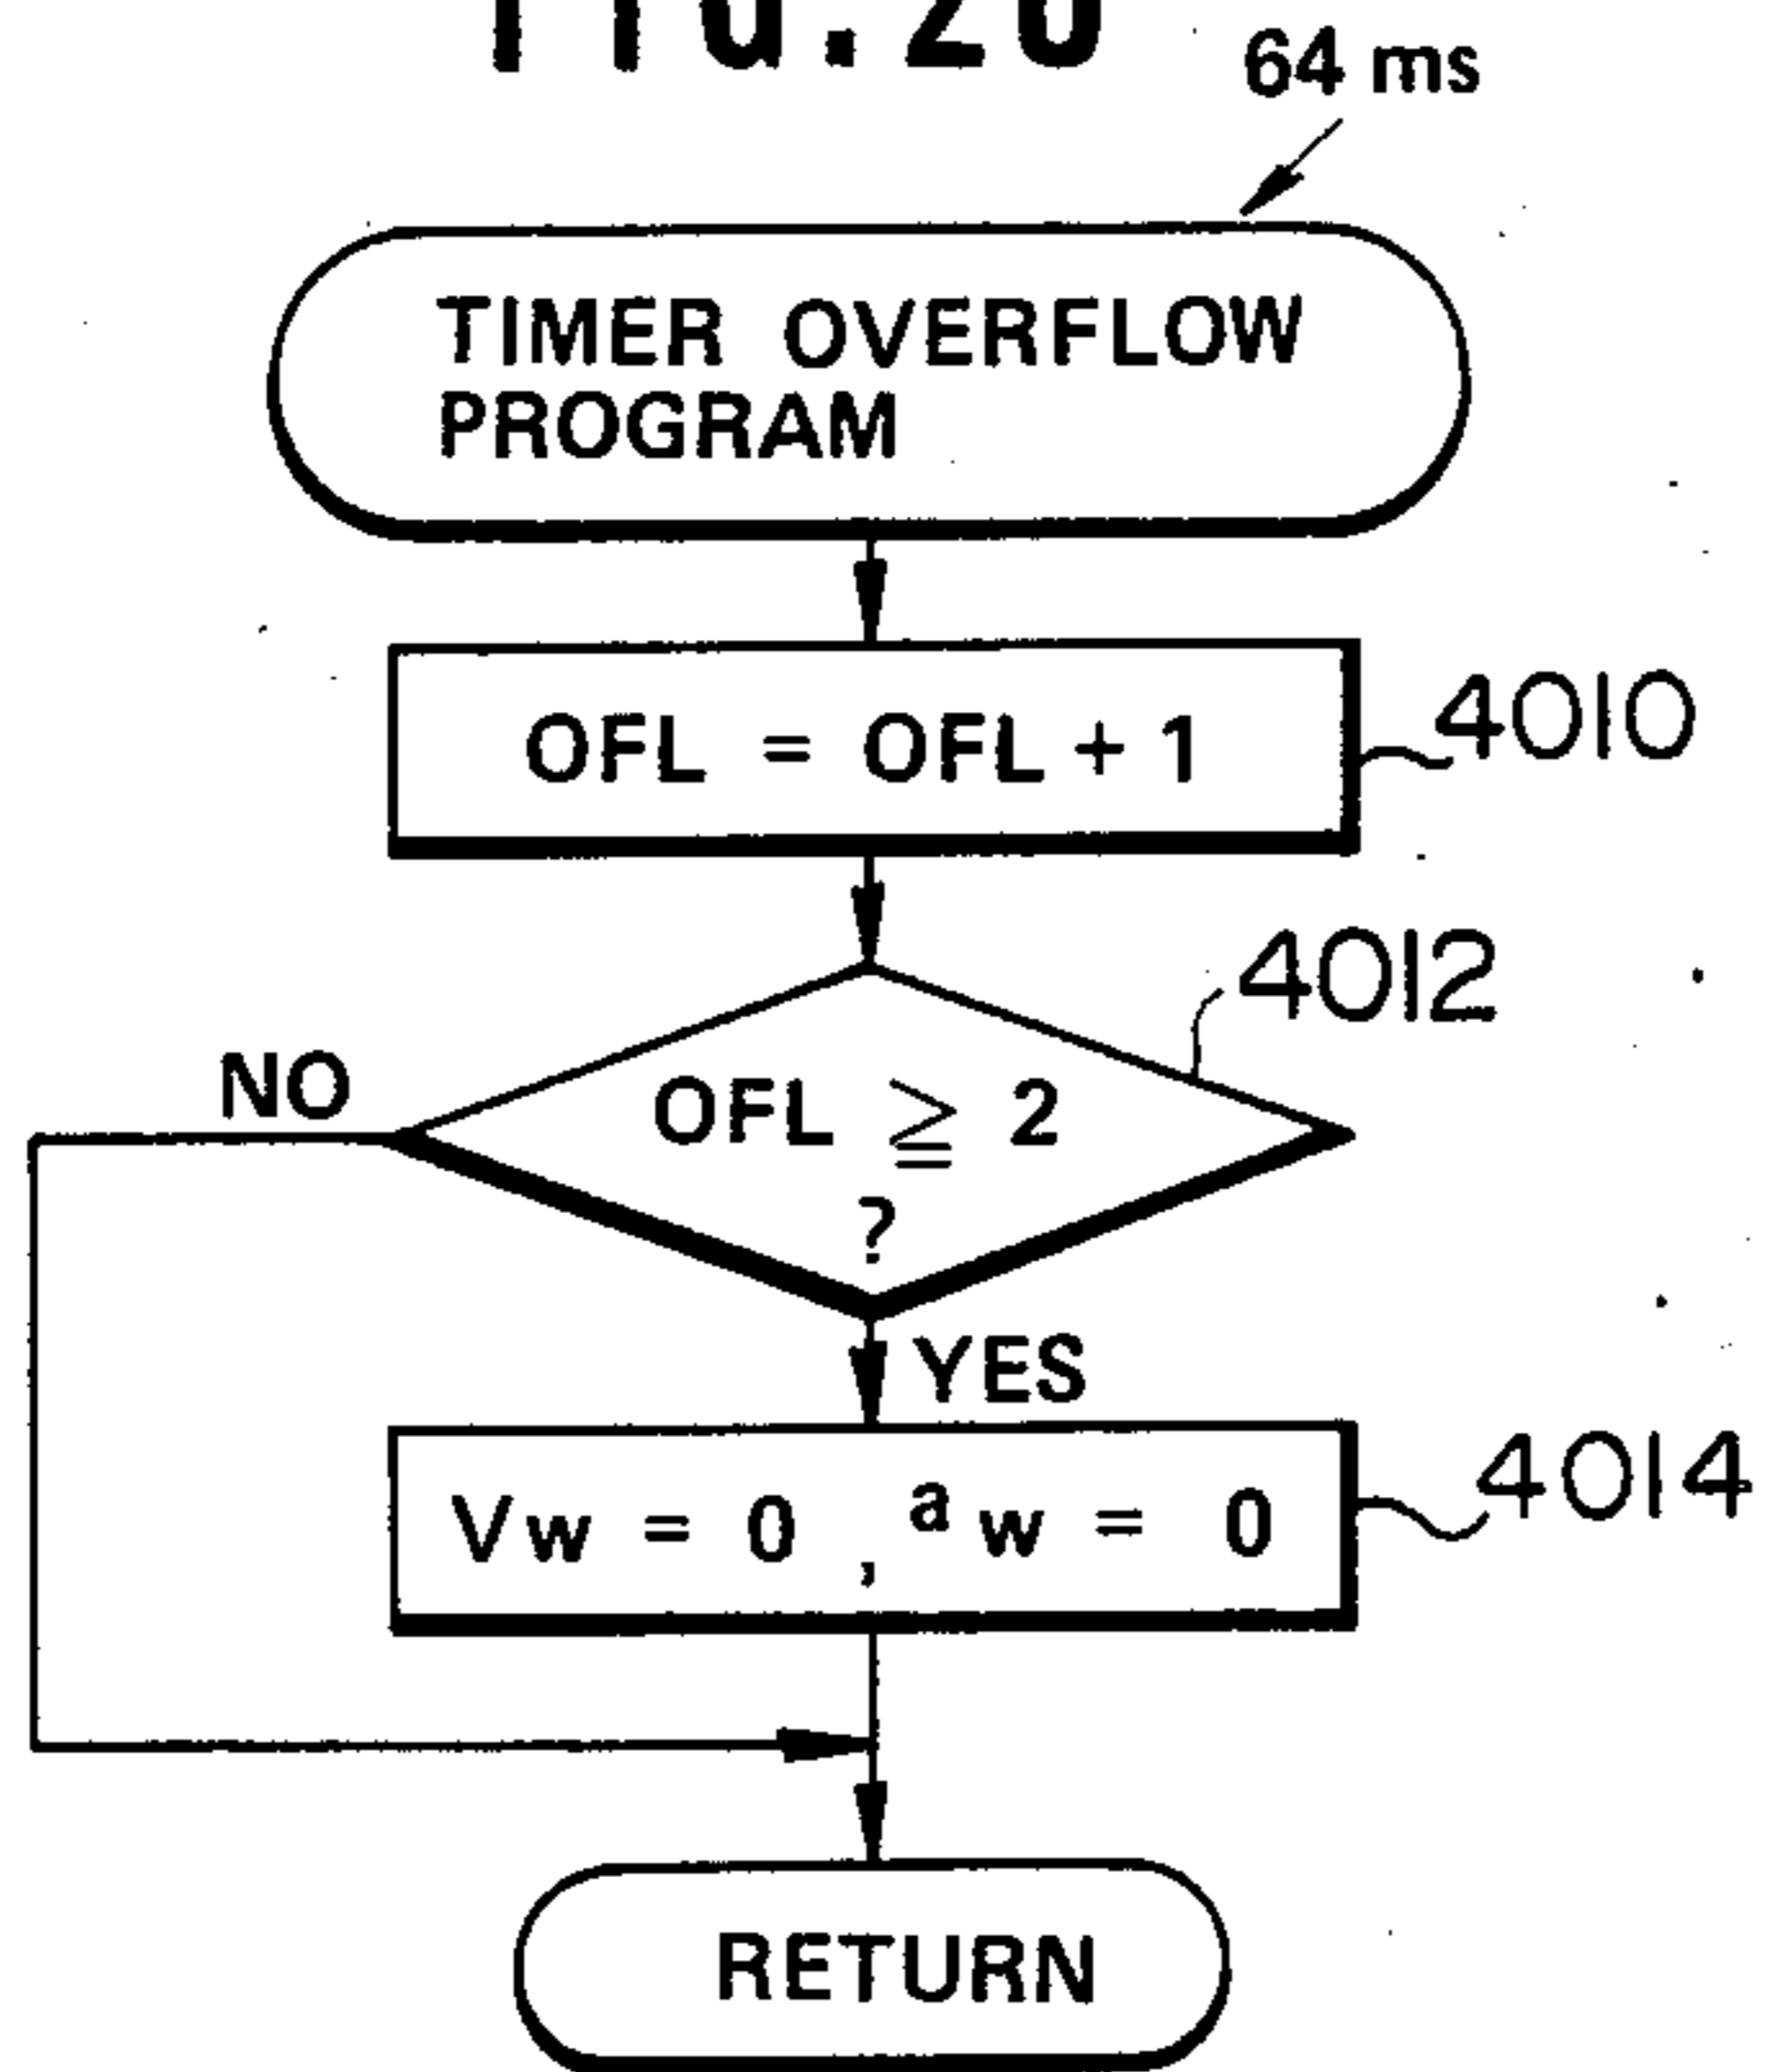 64 ms
TIMER OVERFLOW
PROGRAM
OFL = OFL + 1
4010
4012
NO
OFL ≧ 2
?
YES
Vw = 0 , aw = 0
4014
RETURN